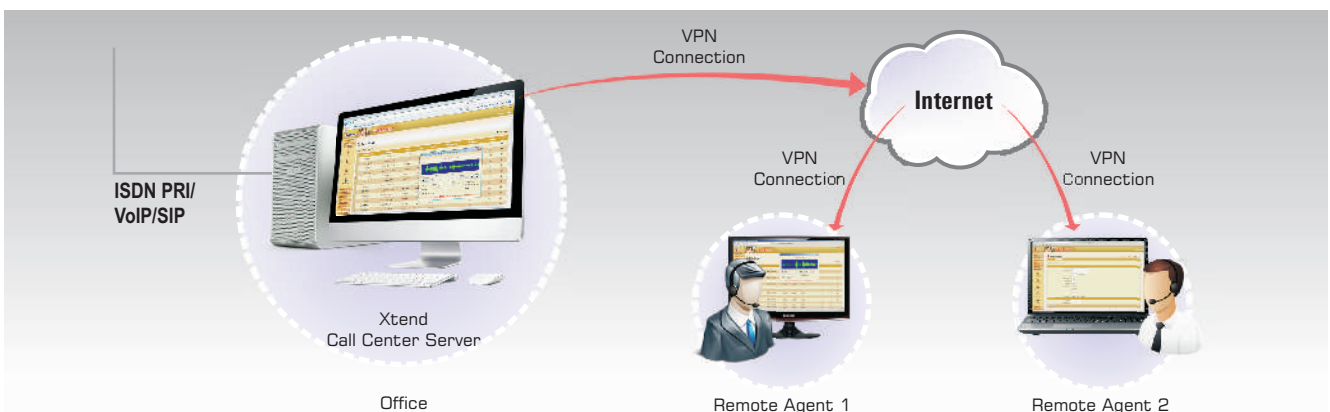 VPN
Connection
Internet
VPN
Connection
VPN
Connection
ISDN PRI/
VoIP/SIP
Xtend
Call Center Server
Office
Remote Agent 1
Remote Agent 2